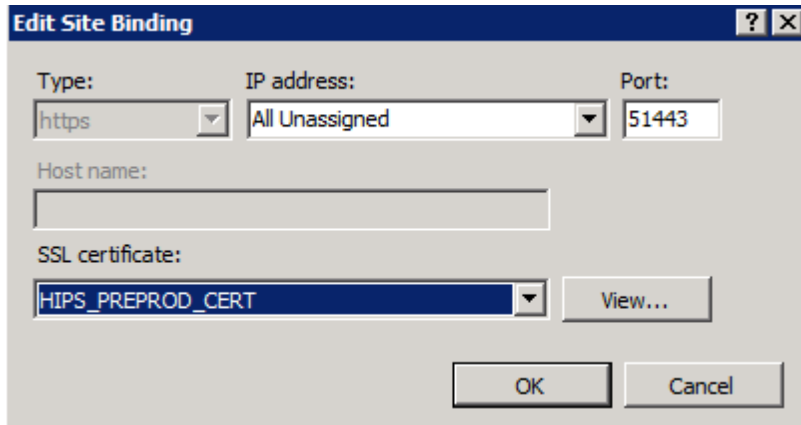 Edit Site Binding
Type: IP address: Port:
https All Unassigned 51443
Host name:
SSL certificate:
HIPS_PREPROD_CERT View...
OK Cancel